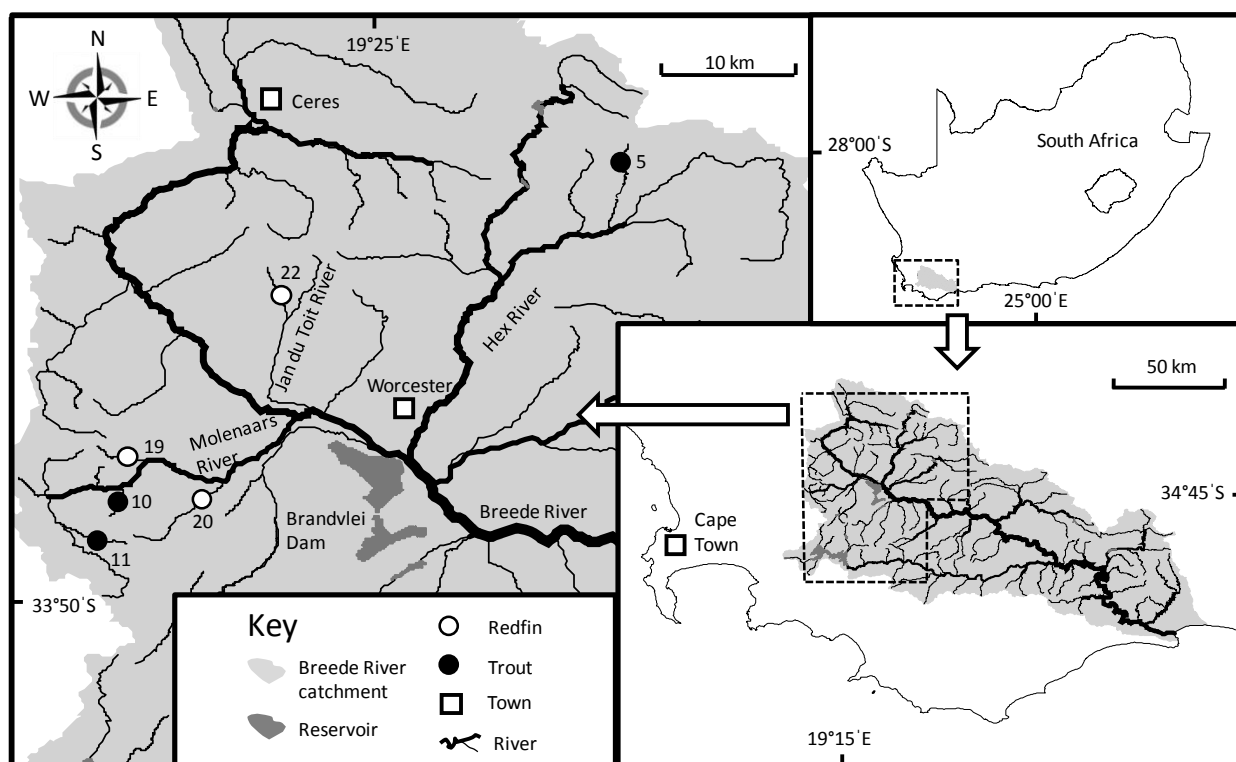 19°25'E
N
W
E
S
10 km
Ceres
5
22
Jan du Toit River
Hex River
Worcester
19
Molenaars
River
10
20
11
Brandvlei
Dam
Breede River
33°50'S
Key
Breede River
catchment
Reservoir
Redfin
Trout
Town
River
28°00'S
South Africa
25°00'E
50 km
34°45'S
Cape
Town
19°15'E